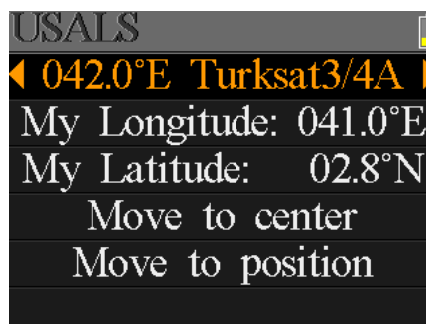 USALS
042.0°E Turksat3/4A
My Longitude: 041.0°E
My Latitude: 02.8°N
Move to center
Move to position